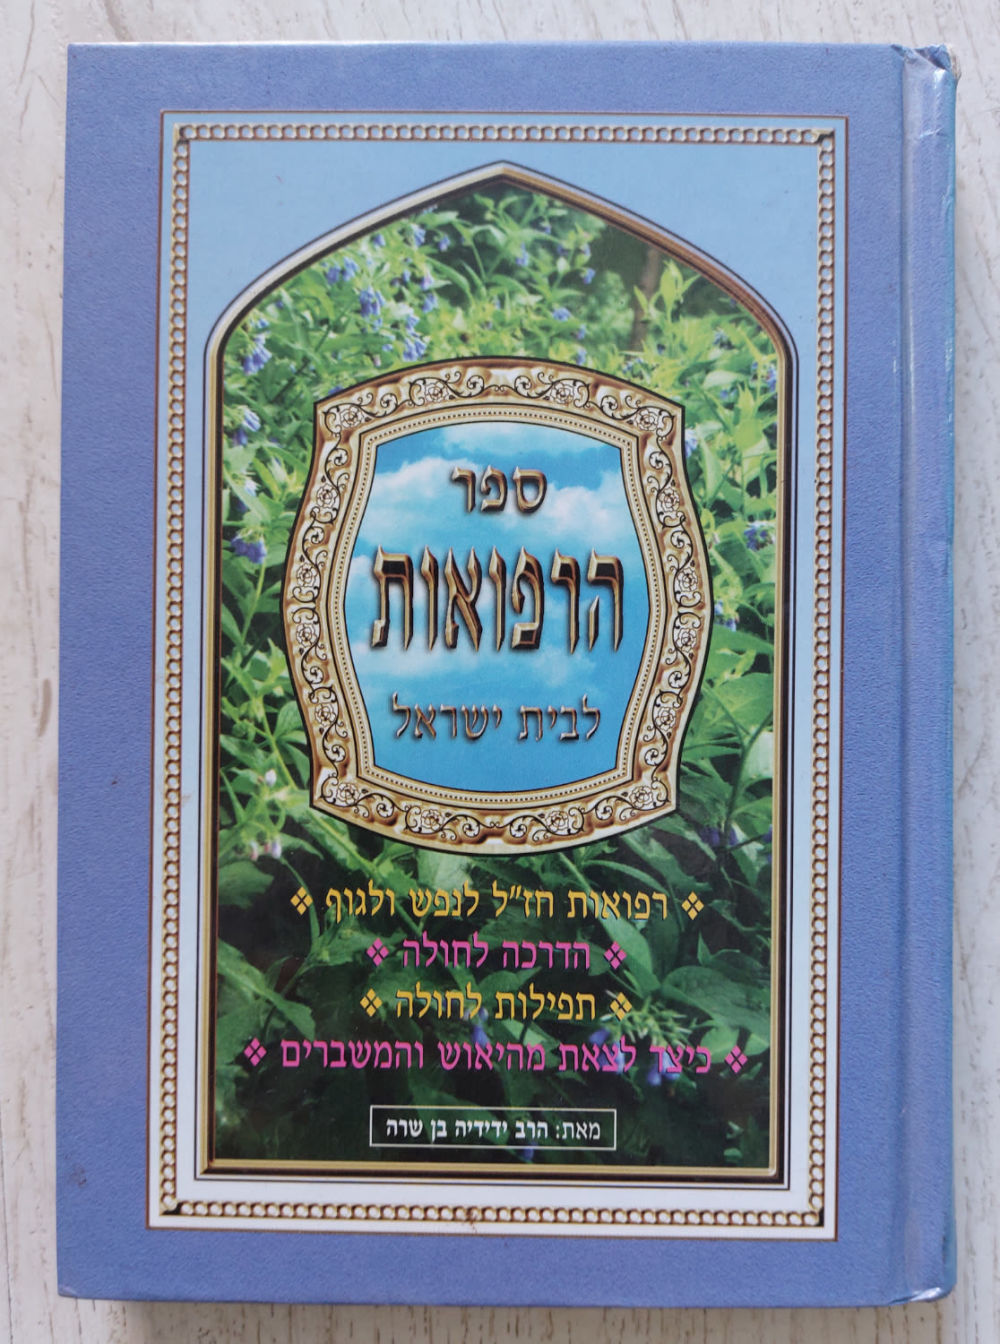 ספר
הרפואות
לבית ישראל
רפואות חז"ל לנפש ולגוף
הדרכה לחולה
תפילות לחולה
כיצד לצאת מהיאוש והמשברים
מאת: הרב ידידיה בן שרה